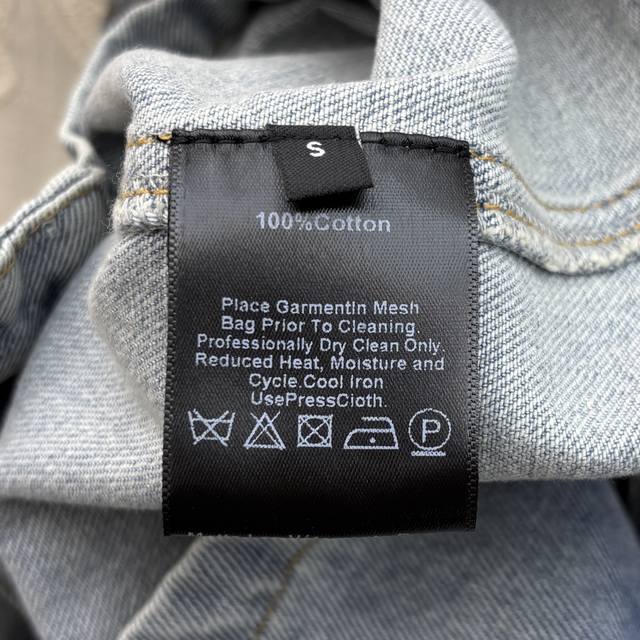 S
100%Cotton
Place GarmentIn Mesh
Bag Prior To Cleaning.
Professionally Dry Clean Only.
Reduced Heat, Moisture and
Cycle.Cool Iron
UsePressCloth
P